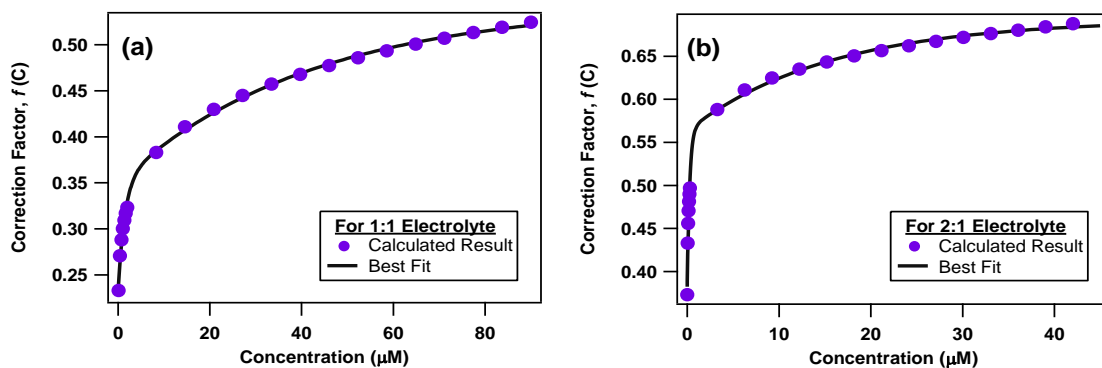 (a)
Correction Factor, f (C)
0.50
0.45
0.40
0.35
0.30
0.25
For 1:1 Electrolyte
Calculated Result
Best Fit
0 20 40 60 80
Concentration (μM)
(b)
Correction Factor, f (C)
0.65
0.60
0.55
0.50
0.45
0.40
For 2:1 Electrolyte
Calculated Result
Best Fit
0 10 20 30 40
Concentration (μM)